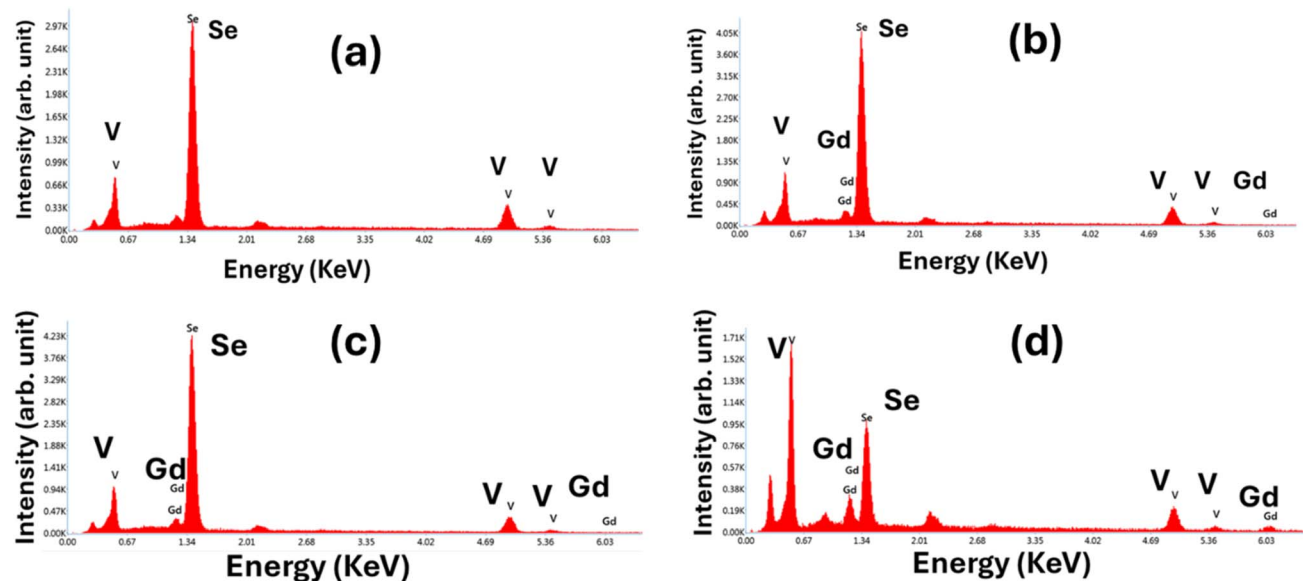 (a)
Intensity (arb. unit)
2.97K
2.64K
2.31K
1.98K
1.65K
1.32K
0.99K
0.66K
0.33K
0.00K
Se
Se
V
V
V
V
V
V
0.00 0.67 1.34 2.01 2.68 3.35 4.02 4.69 5.36 6.03
Energy (KeV)
(b)
Intensity (arb. unit)
4.05K
3.60K
3.15K
2.70K
2.25K
1.80K
1.35K
0.90K
0.45K
0.00K
Se
Se
V
V
Gd
Gd
Gd
V
V
Gd
V
V
Gd
0.00 0.67 1.34 2.01 2.68 3.35 4.02 4.69 5.36 6.03
Energy (KeV)
(c)
Intensity (arb. unit)
4.23K
3.76K
3.29K
2.82K
2.35K
1.88K
1.41K
0.94K
0.47K
0.00K
Se
Se
V
V
Gd
Gd
Gd
V
V
Gd
V
V
Gd
0.00 0.67 1.34 2.01 2.68 3.35 4.02 4.69 5.36 6.03
Energy (KeV)
(d)
Intensity (arb. unit)
1.71K
1.52K
1.33K
1.14K
0.95K
0.76K
0.57K
0.38K
0.19K
0.00K
V
V
Se
Se
Gd
Gd
Gd
V
V
Gd
V
V
Gd
0.00 0.67 1.34 2.01 2.68 3.35 4.02 4.69 5.36 6.03
Energy (KeV)